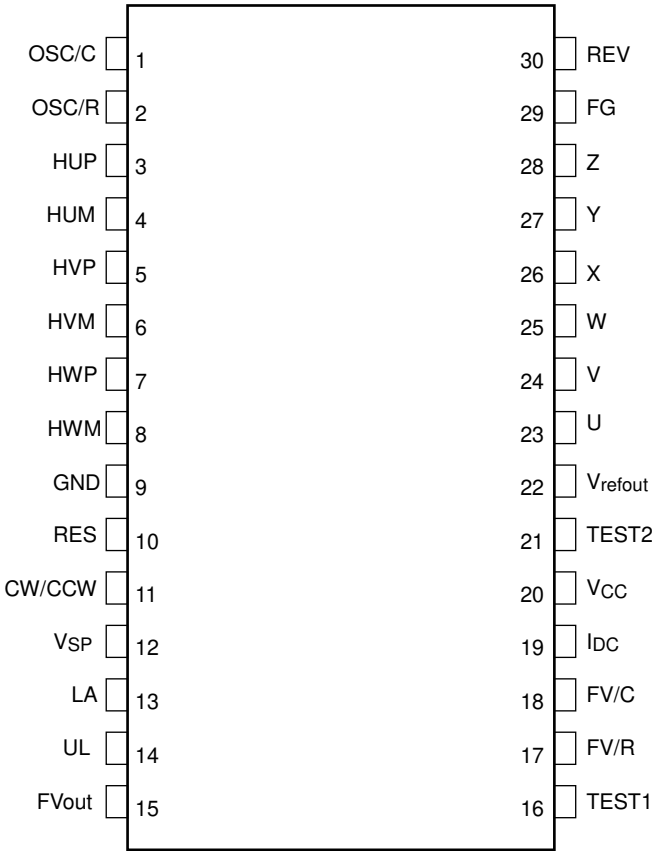 OSC/C 1 30 REV
OSC/R 2 29 FG
HUP 3 28 Z
HUM 4 27 Y
HVP 5 26 X
HVM 6 25 W
HWP 7 24 V
HWM 8 23 U
GND 9 22 Vrefout
RES 10 21 TEST2
CW/CCW 11 20 VCC
VSP 12 19 IDC
LA 13 18 FV/C
UL 14 17 FV/R
FVout 15 16 TEST1